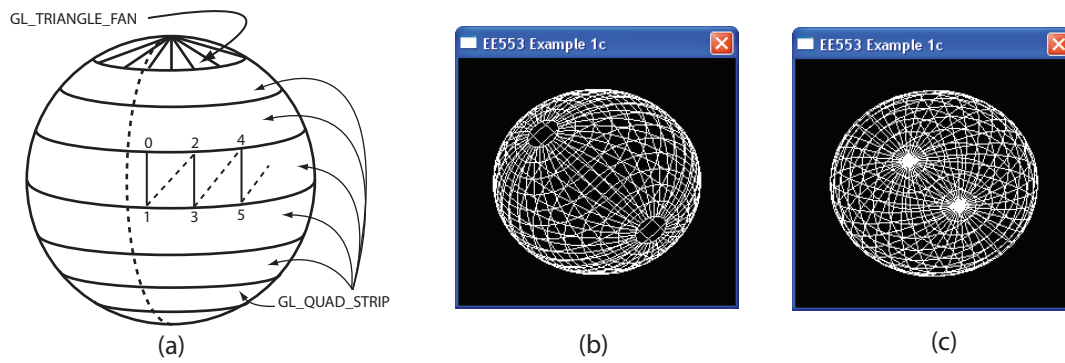 GL_TRIANGLE_FAN
EE553 Example 1c
EE553 Example 1c
0 2 4
1 3 5
GL_QUAD_STRIP
(a)
(b)
(c)